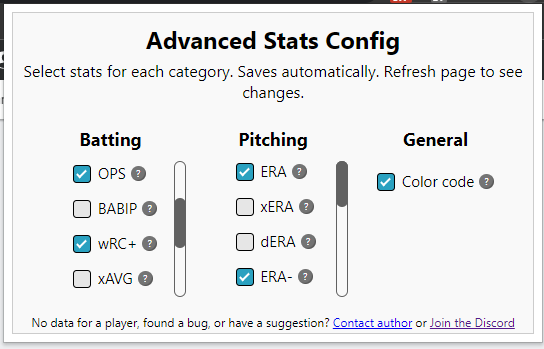 Advanced Stats Config
Select stats for each category. Saves automatically. Refresh page to see
changes.
Batting
OPS ?
BABIP ?
wRC+ ?
xAVG ?
Pitching
ERA ?
xERA ?
dERA ?
ERA- ?
General
Color code ?
No data for a player, found a bug, or have a suggestion? Contact author or Join the Discord